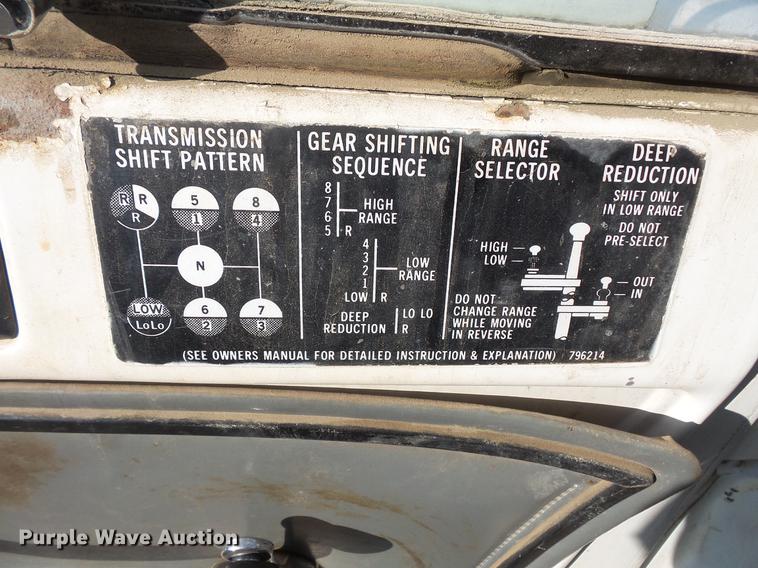 TRANSMISSION
SHIFT PATTERN
R R
R
5
1
8
4
N
LOW
LoLo
6
2
7
3
GEAR SHIFTING
SEQUENCE
8
7
6
5 R
HIGH
RANGE
4
3
2
1
LOW R
LOW
RANGE
DEEP
REDUCTION
LO LO
R
RANGE
SELECTOR
HIGH
LOW
DO NOT
CHANGE RANGE
WHILE MOVING
IN REVERSE
DEEP
REDUCTION
SHIFT ONLY
IN LOW RANGE
DO NOT
PRE-SELECT
OUT
IN
(SEE OWNERS MANUAL FOR DETAILED INSTRUCTION & EXPLANATION) 796214
Purple Wave Auction